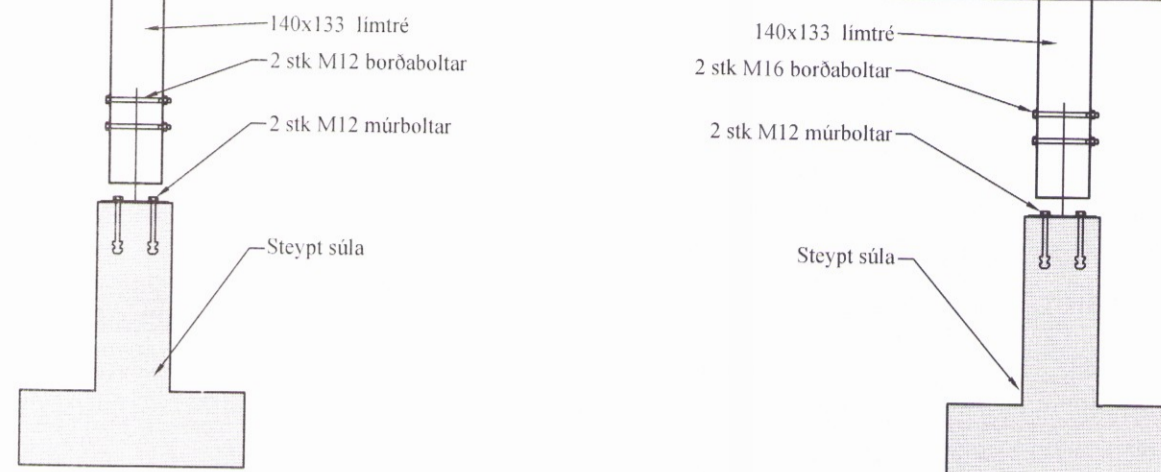 140x133 límtré
2 stk M12 borðaboltar
2 stk M12 múrboltar
Steypt súla
140x133 límtré
2 stk M16 borðaboltar
2 stk M12 múrboltar
Steypt súla